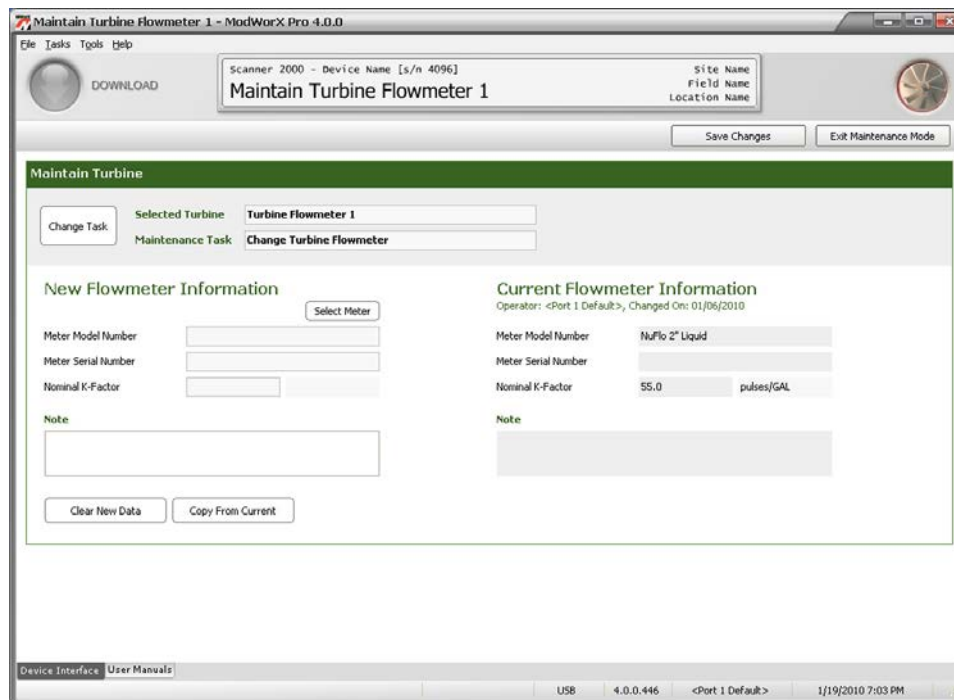 Maintain Turbine Flowmeter 1 - ModWorX Pro 4.0.0
File Tasks Tools Help
DOWNLOAD
Scanner 2000 - Device Name [s/n 4096]
Maintain Turbine Flowmeter 1
Site Name
Field Name
Location Name
Save Changes
Exit Maintenance Mode
Maintain Turbine
Change Task
Selected Turbine Turbine Flowmeter 1
Maintenance Task Change Turbine Flowmeter
New Flowmeter Information
Select Meter
Meter Model Number
Meter Serial Number
Nominal K-Factor
Note
Clear New Data Copy From Current
Current Flowmeter Information
Operator: <Port 1 Default>, Changed On: 01/06/2010
Meter Model Number NuFlo 2" Liquid
Meter Serial Number
Nominal K-Factor 55.0 pulses/GAL
Note
Device Interface User Manuals
USB 4.0.0.446 <Port 1 Default> 1/19/2010 7:03 PM